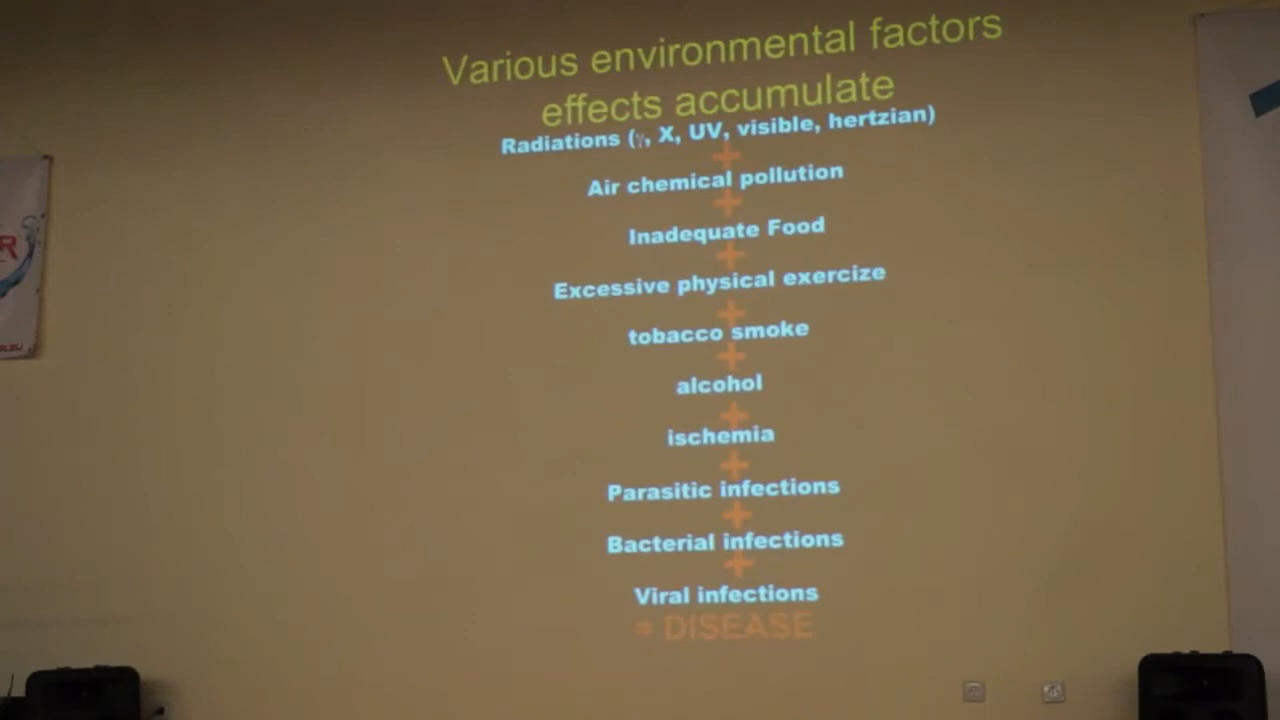 Various environmental factors
effects accumulate
Radiations (γ, X, UV, visible, hertzian)
+
Air chemical pollution
+
Inadequate Food
+
Excessive physical exercize
+
tobacco smoke
+
alcohol
+
ischemia
+
Parasitic infections
+
Bacterial infections
+
Viral infections
= DISEASE
R